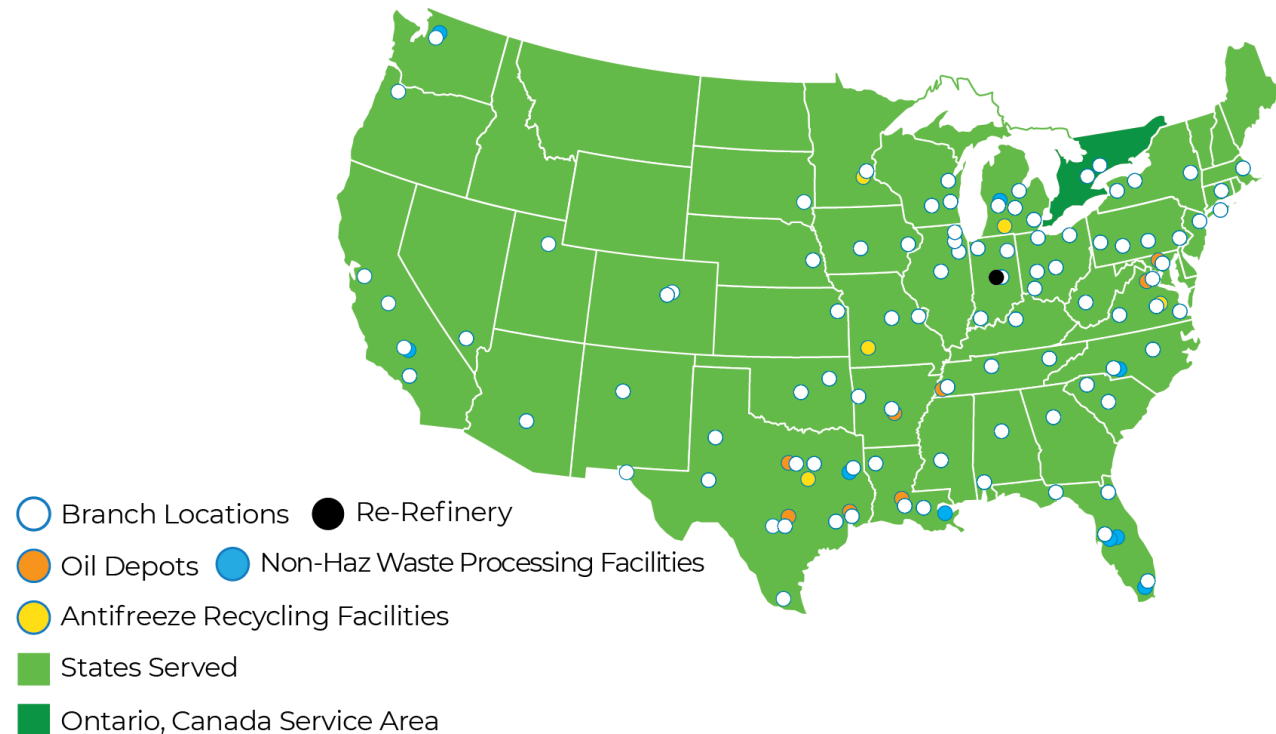 Branch Locations
Re-Refinery
Oil Depots
Non-Haz Waste Processing Facilities
Antifreeze Recycling Facilities
States Served
Ontario, Canada Service Area